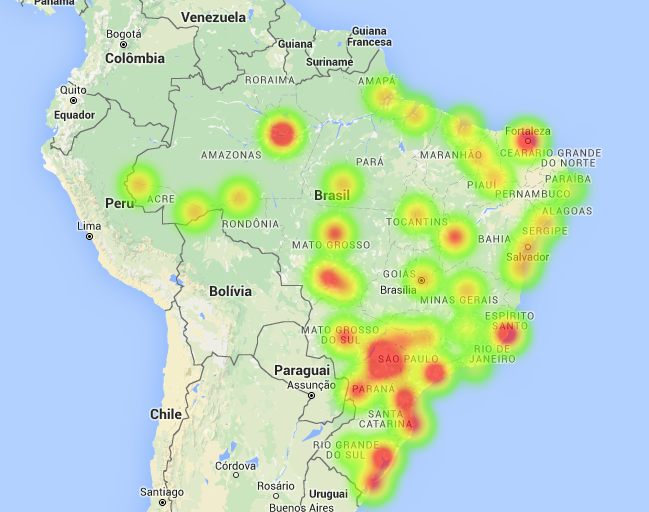 Panamá
Venezuela
Bogotá
Colômbia
Guiana
Guiana
Francesa
Suriname
Quito
Equador
RORAIMA
AMAPÁ
AMAZONAS
PARÁ
Fortaleza
MARANHÃO
CEARÁ
RIO GRANDE
DO NORTE
PARAÍBA
PIAUÍ
PERNAMBUCO
ACRE
Peru
Brasil
RONDÔNIA
TOCANTINS
ALAGOAS
SERGIPE
Lima
MATO GROSSO
BAHIA
Salvador
GOIÁS
Brasília
Bolívia
MINAS GERAIS
ESPÍRITO
SANTO
MATO GROSSO
DO SUL
SÃO PAULO
RIO DE
JANEIRO
Paraguai
Assunção
PARANÁ
Chile
SANTA
CATARINA
RIO GRANDE
DO SUL
Córdova
Rosário
Santiago
Uruguai
Buenos Aires